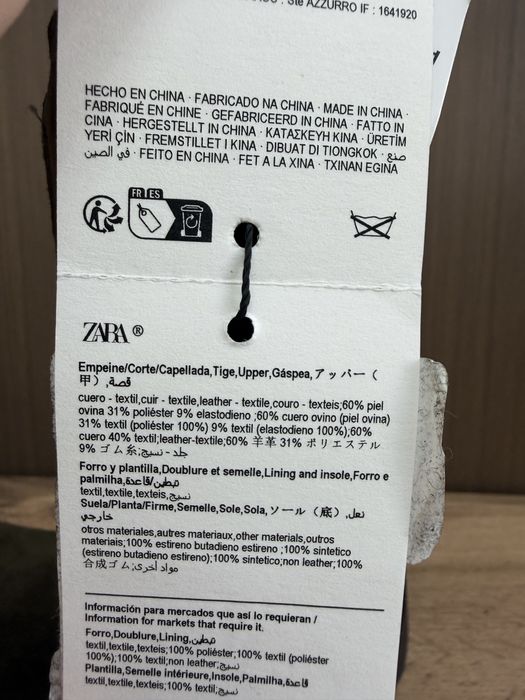 Ste AZZURRO IF : 1641920
HECHO EN CHINA · FABRICADO NA CHINA · MADE IN CHINA ·
FABRIQUÉ EN CHINE · GEFABRICEERD IN CHINA · FATTO IN
CINA · HERGESTELLT IN CHINA · ΚΑΤΑΣΚΕΥΗ ΚΙΝΑ · ÜRETİM
YERİ ÇİN · FREMSTILLET I KINA · DIBUAT DI TIONGKOK · صنع
في الصين · FEITO EN CHINA · FET A LA XINA · TXINAN EGINA
FR ES
ZARA ®
Empeine/Corte/Capellada,Tige,Upper,Gáspea,アッパー（
甲）,قصة
cuero - textil,cuir - textile,leather - textile,couro - texteis;60% piel
ovina 31% poliéster 9% elastodieno ;60% cuero ovino (piel ovina)
31% textil (poliéster 100%) 9% textil (elastodieno 100%);60%
cuero 40% textil;leather-textile;60% 羊革 31% ポリエステル
9% ゴム糸;جلد - نسيج
Forro y plantilla,Doublure et semelle,Lining and insole,Forro e
palmilha,مبطن/قاعدة
textil,textile,texteis,نسيج
Suela/Planta/Firme,Semelle,Sole,Sola,ソール（底）,نعل
خارجي
otros materiales,autres materiaux,other materials,outros
materiais;100% estireno butadieno estireno ;100% sintetico
(estireno butadieno estireno);100% sintetico;non leather;100%
合成ゴム;مواد أخرى
Información para mercados que así lo requieran /
Information for markets that require it.
Forro,Doublure,Lining,مبطن
textil,textile,texteis;100% poliéster;100% textil (poliéster
100%);100% textil;non leather;نسيج
Plantilla,Semelle intérieure,Insole,Palmilha,قاعدة
textil,textile,texteis;100% textil;نسيج